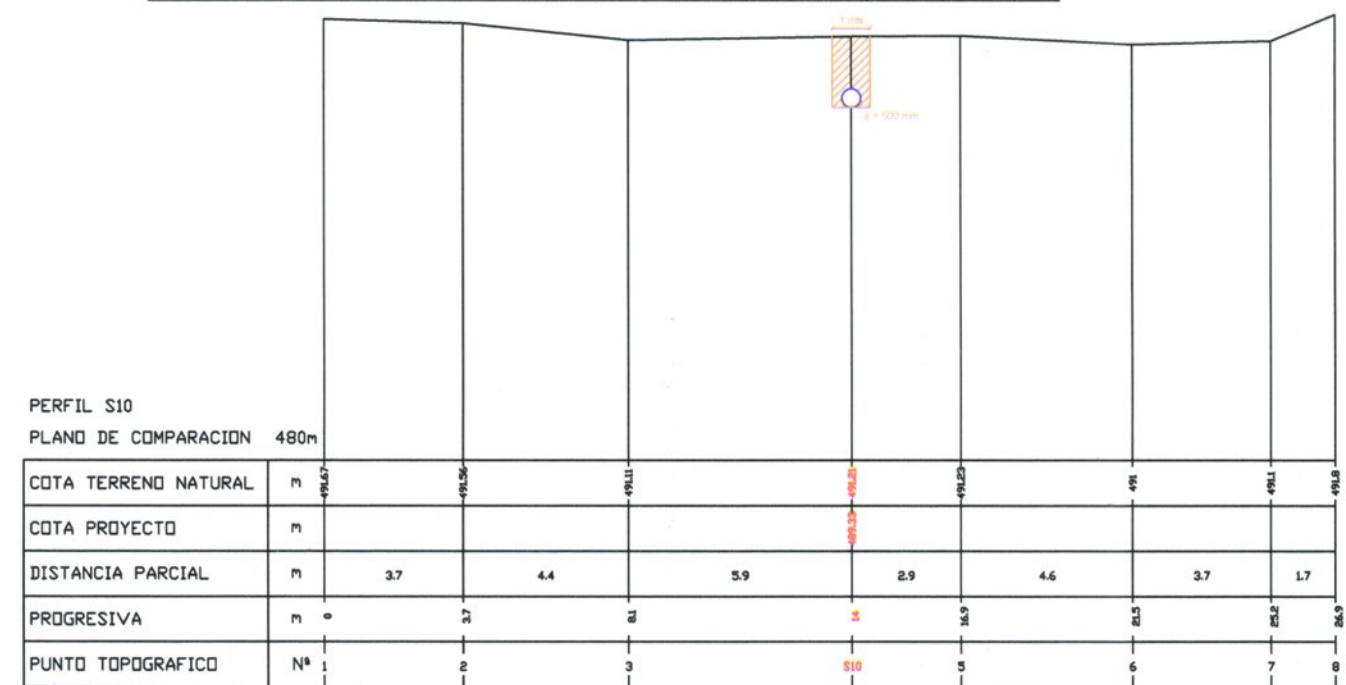 1 mts
ø = 500 mm
PERFIL S10
PLANO DE COMPARACION 480m
COTA TERRENO NATURAL m 491.67 491.56 491.11 491.21 491.23 491 491.1 491.8
COTA PROYECTO m 489.33
DISTANCIA PARCIAL m 3.7 4.4 5.9 2.9 4.6 3.7 1.7
PROGRESIVA m 0 3.7 8.1 14 16.9 21.5 25.2 26.9
PUNTO TOPOGRAFICO Nº 1 2 3 S10 5 6 7 8